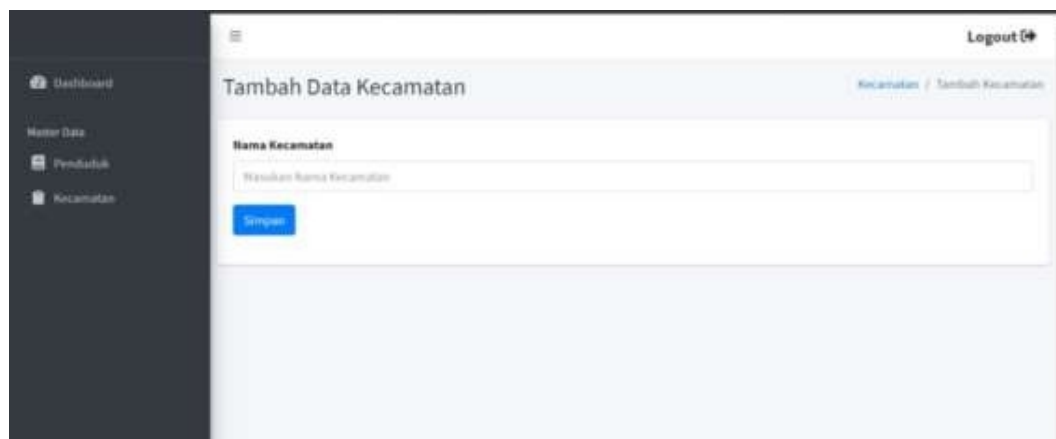 Logout
Dashboard
Tambah Data Kecamatan
Kecamatan / Tambah Kecamatan
Master Data
Penduduk
Kecamatan
Nama Kecamatan
Masukan Nama Kecamatan
Simpan